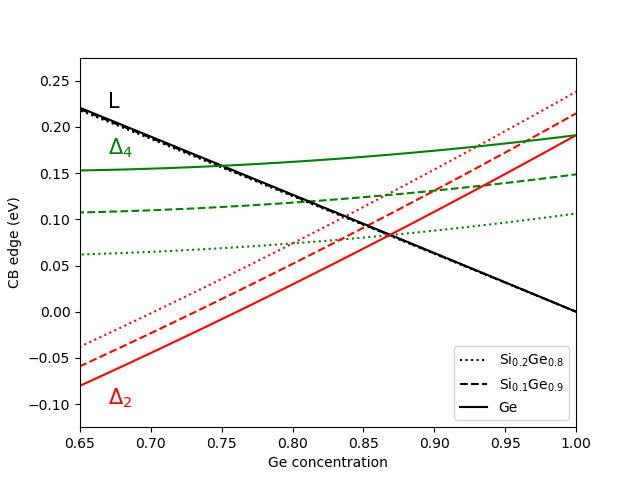 L
Δ₄
Δ₂
CB edge (eV)
0.25
0.20
0.15
0.10
0.05
0.00
−0.05
−0.10
Si₀.₂Ge₀.₈
Si₀.₁Ge₀.₉
Ge
0.65 0.70 0.75 0.80 0.85 0.90 0.95 1.00
Ge concentration